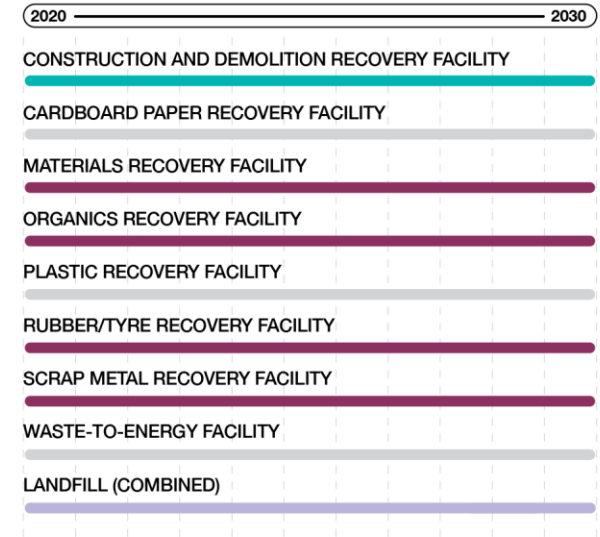 2020 2030
CONSTRUCTION AND DEMOLITION RECOVERY FACILITY
CARDBOARD PAPER RECOVERY FACILITY
MATERIALS RECOVERY FACILITY
ORGANICS RECOVERY FACILITY
PLASTIC RECOVERY FACILITY
RUBBER/TYRE RECOVERY FACILITY
SCRAP METAL RECOVERY FACILITY
WASTE-TO-ENERGY FACILITY
LANDFILL (COMBINED)